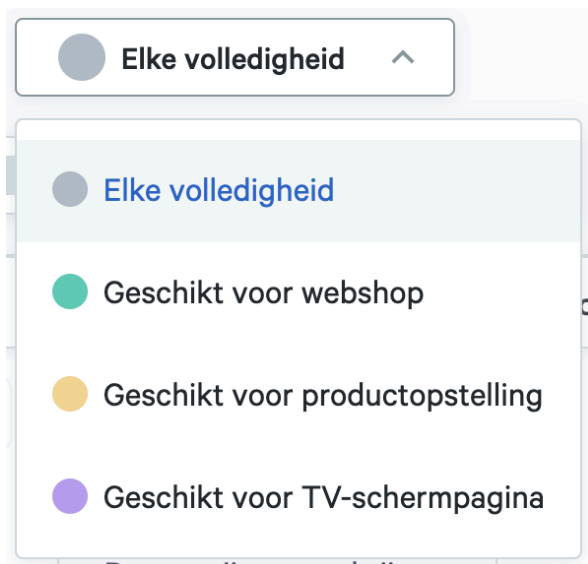 Elke volledigheid
Elke volledigheid
Geschikt voor webshop
Geschikt voor productopstelling
Geschikt voor TV-schermpagina